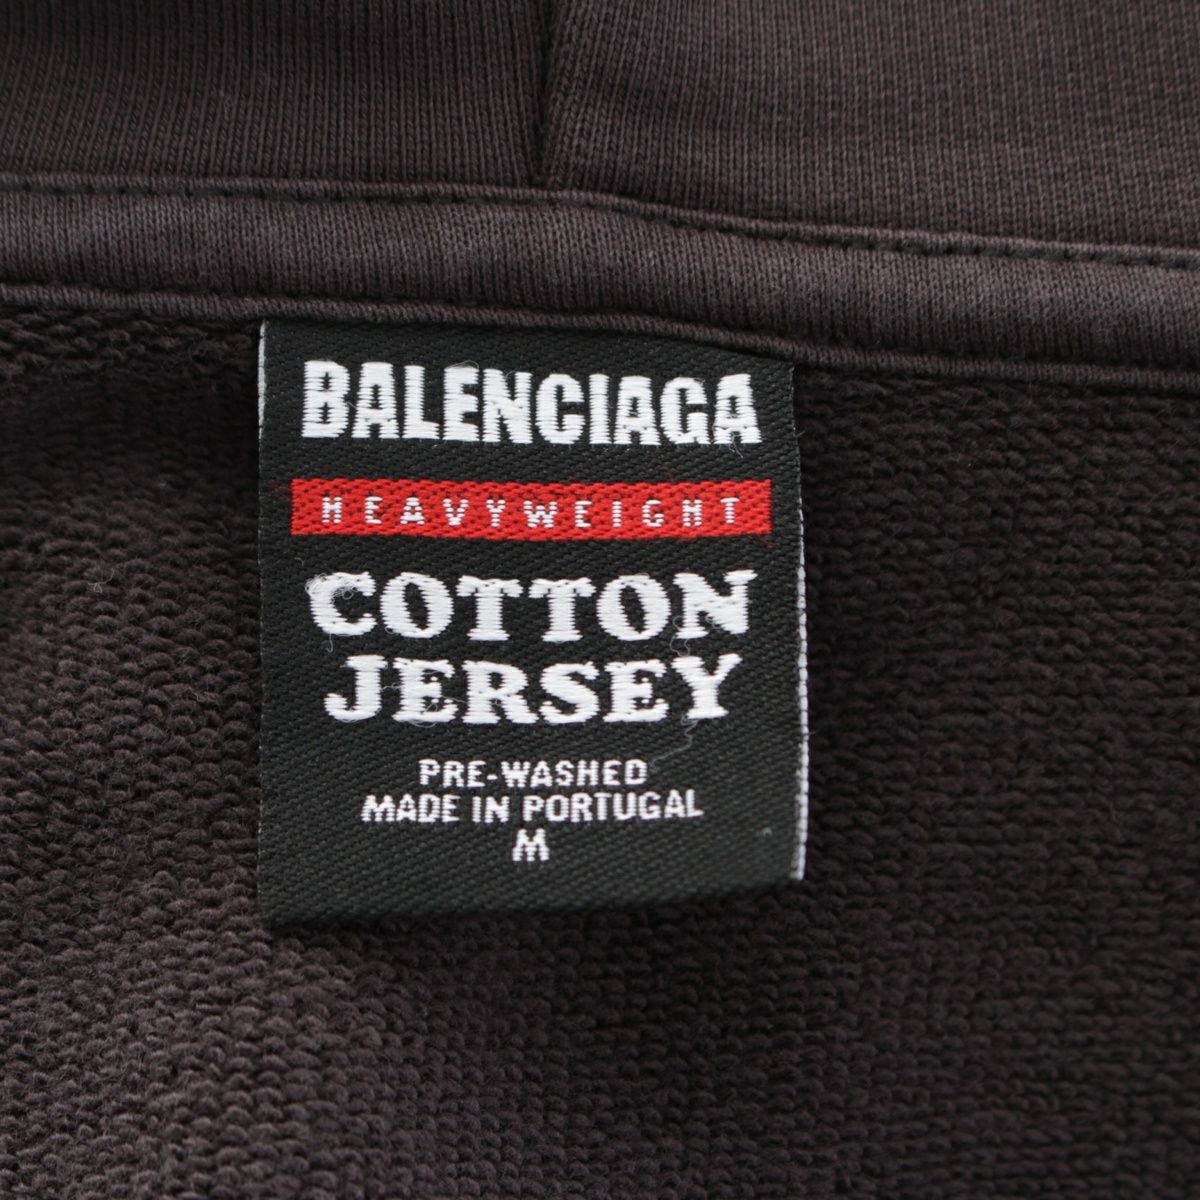 BALENCIAGA
HEAVYWEIGHT
COTTON
JERSEY
PRE-WASHED
MADE IN PORTUGAL
M